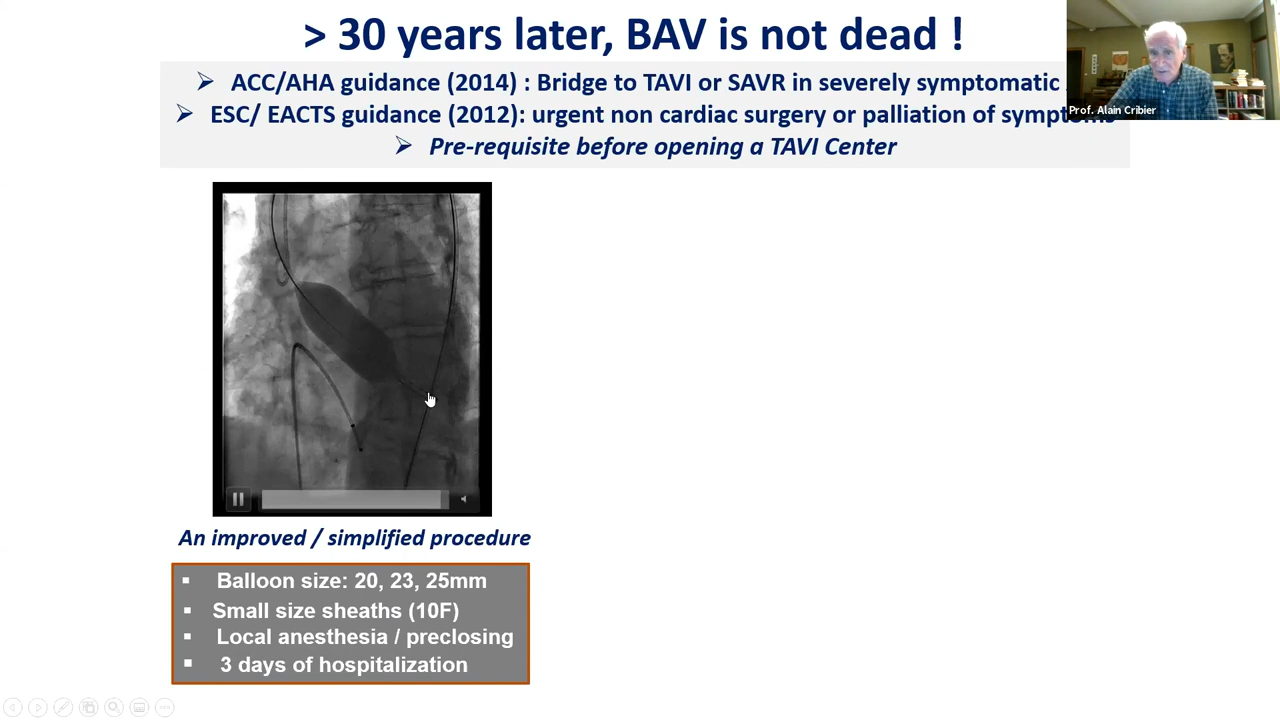 > 30 years later, BAV is not dead !
➢ ACC/AHA guidance (2014) : Bridge to TAVI or SAVR in severely symptomatic
Prof. Alain Cribier
➢ ESC/ EACTS guidance (2012): urgent non cardiac surgery or palliation of symptoms
➢ Pre-requisite before opening a TAVI Center
An improved / simplified procedure
▪ Balloon size: 20, 23, 25mm
▪ Small size sheaths (10F)
▪ Local anesthesia / preclosing
▪ 3 days of hospitalization